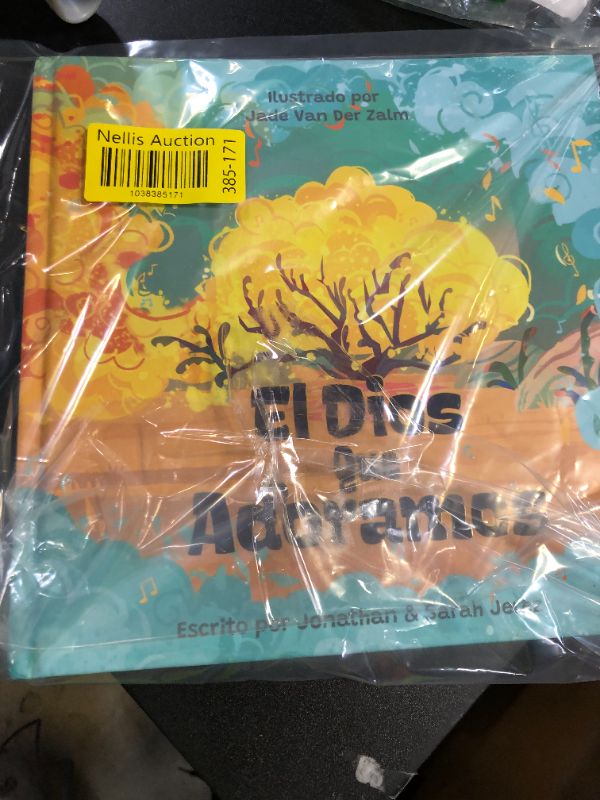 Ilustrado por
Jade Van Der Zalm
Nellis Auction
1038385171
385-171
El Dios
que
Adoramos
Escrito por Jonathan & Sarah Jerez